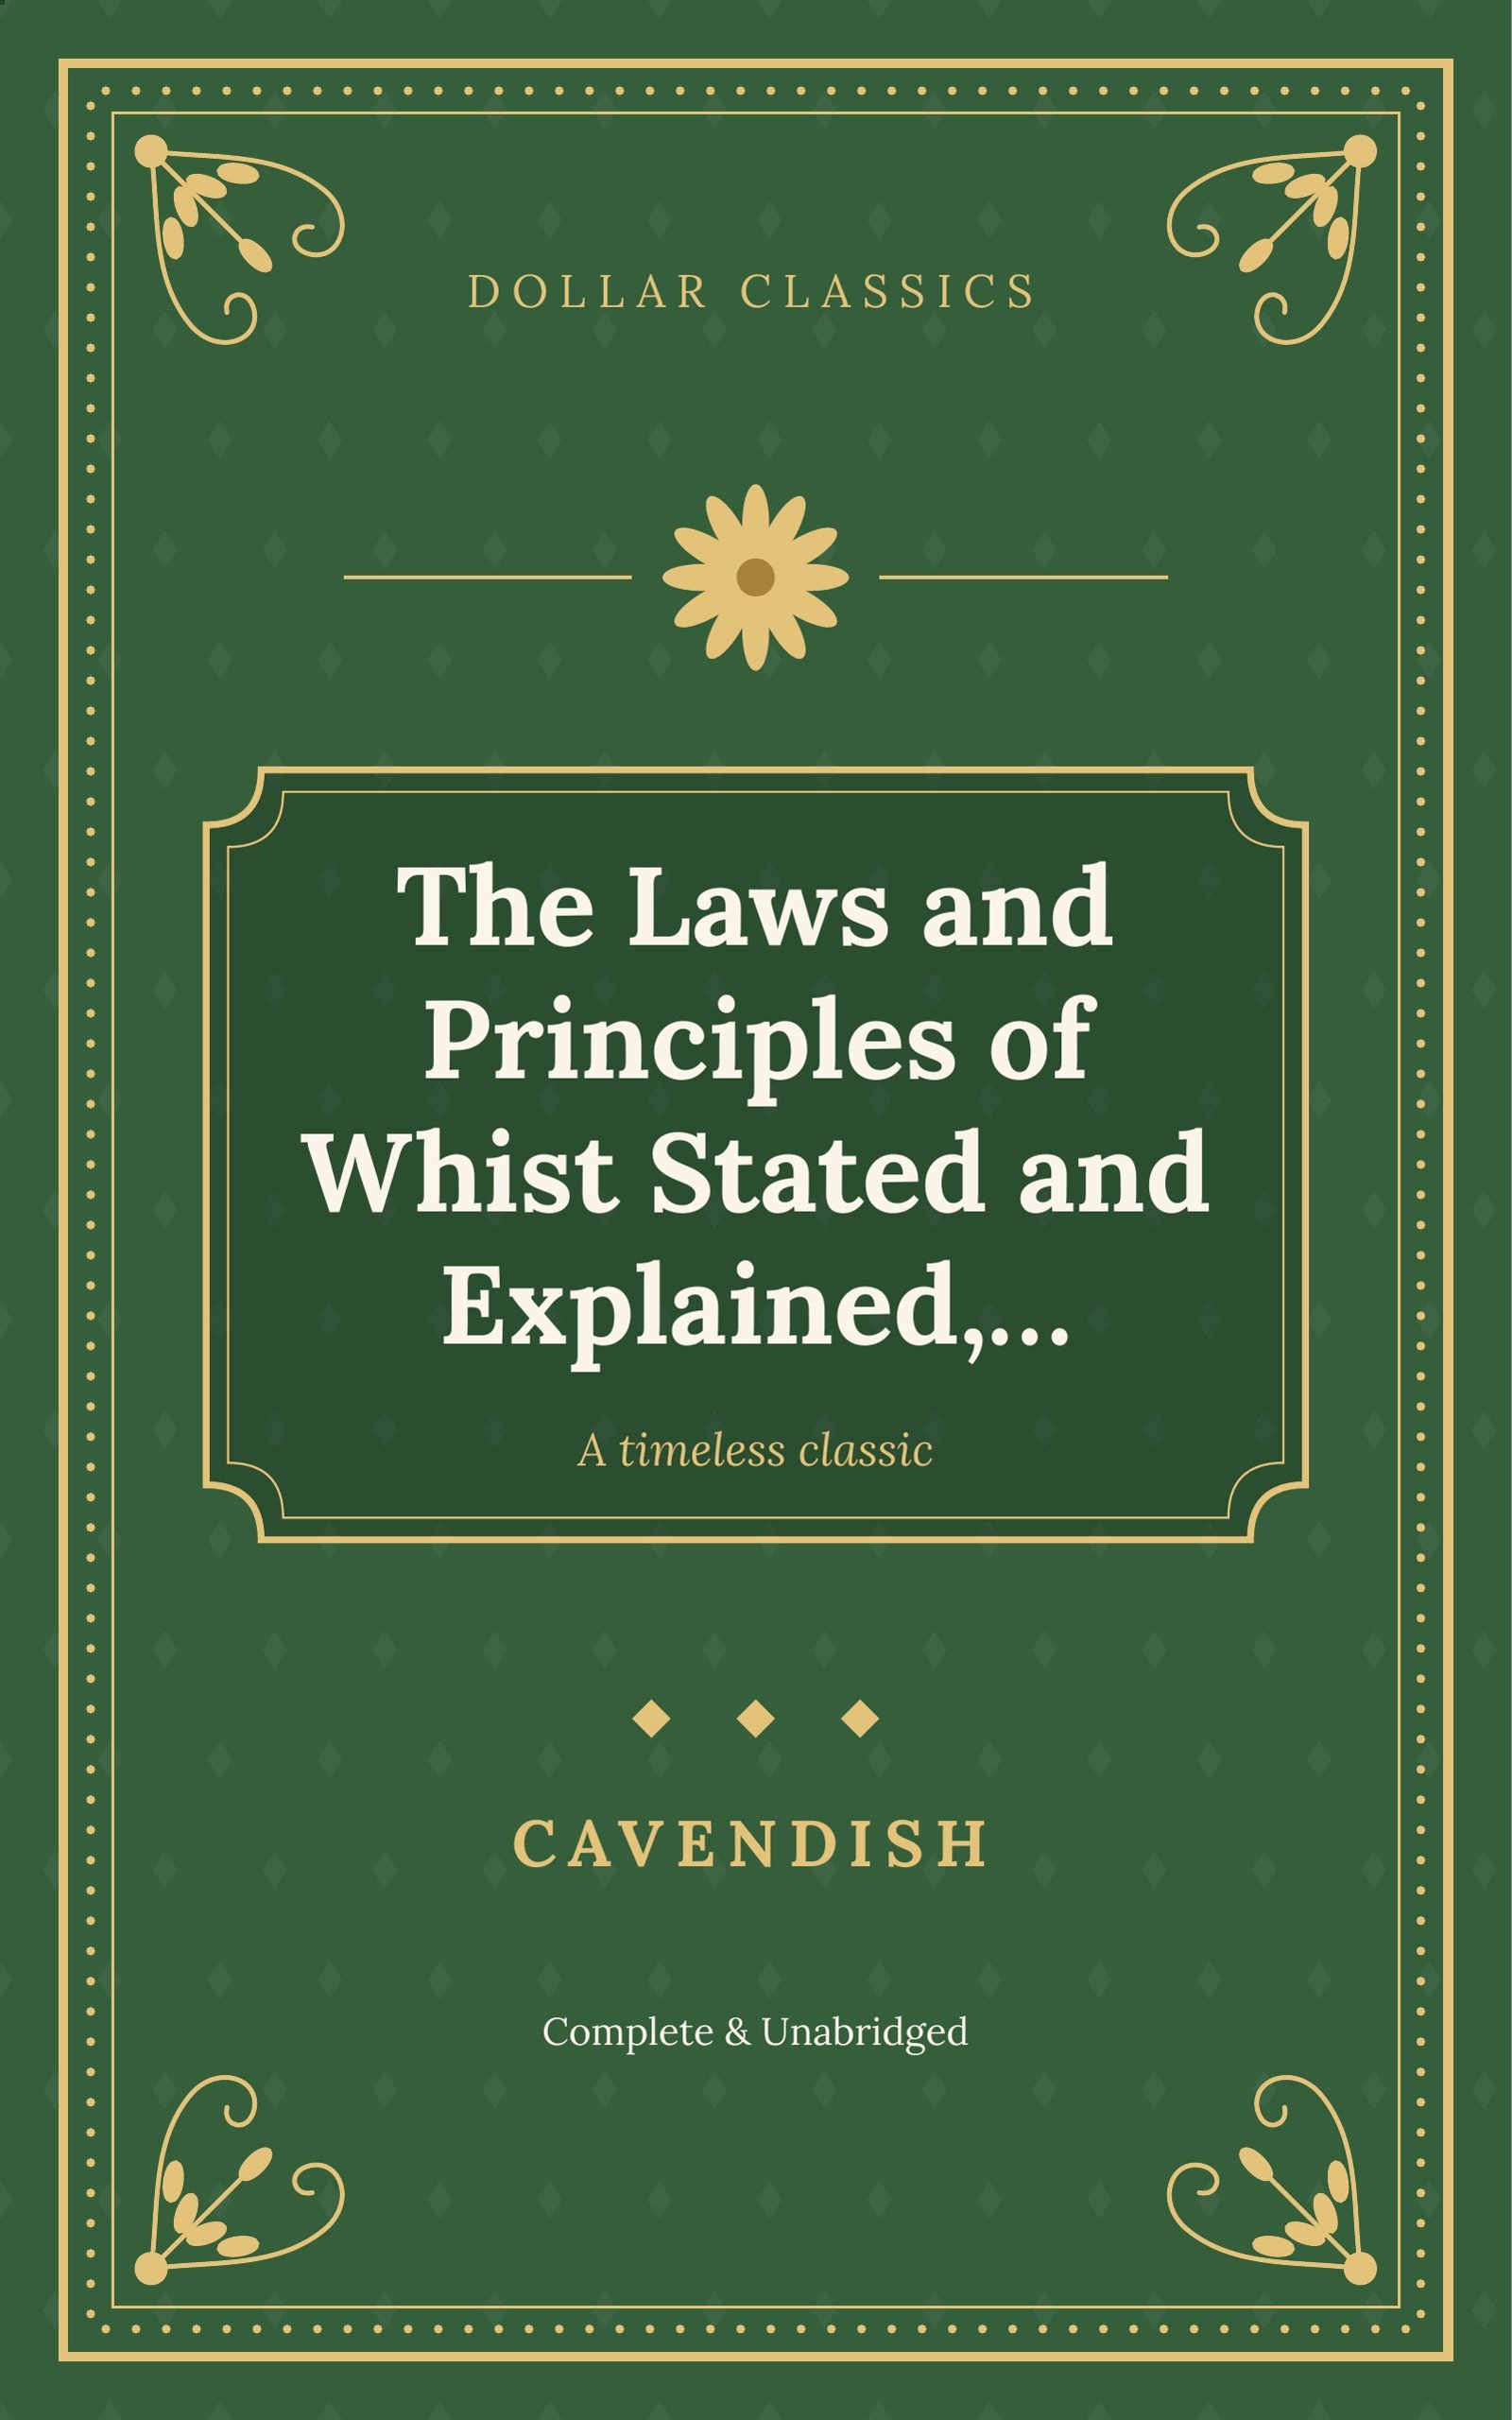 DOLLAR CLASSICS
The Laws and
Principles of
Whist Stated and
Explained,...
A timeless classic
CAVENDISH
Complete & Unabridged